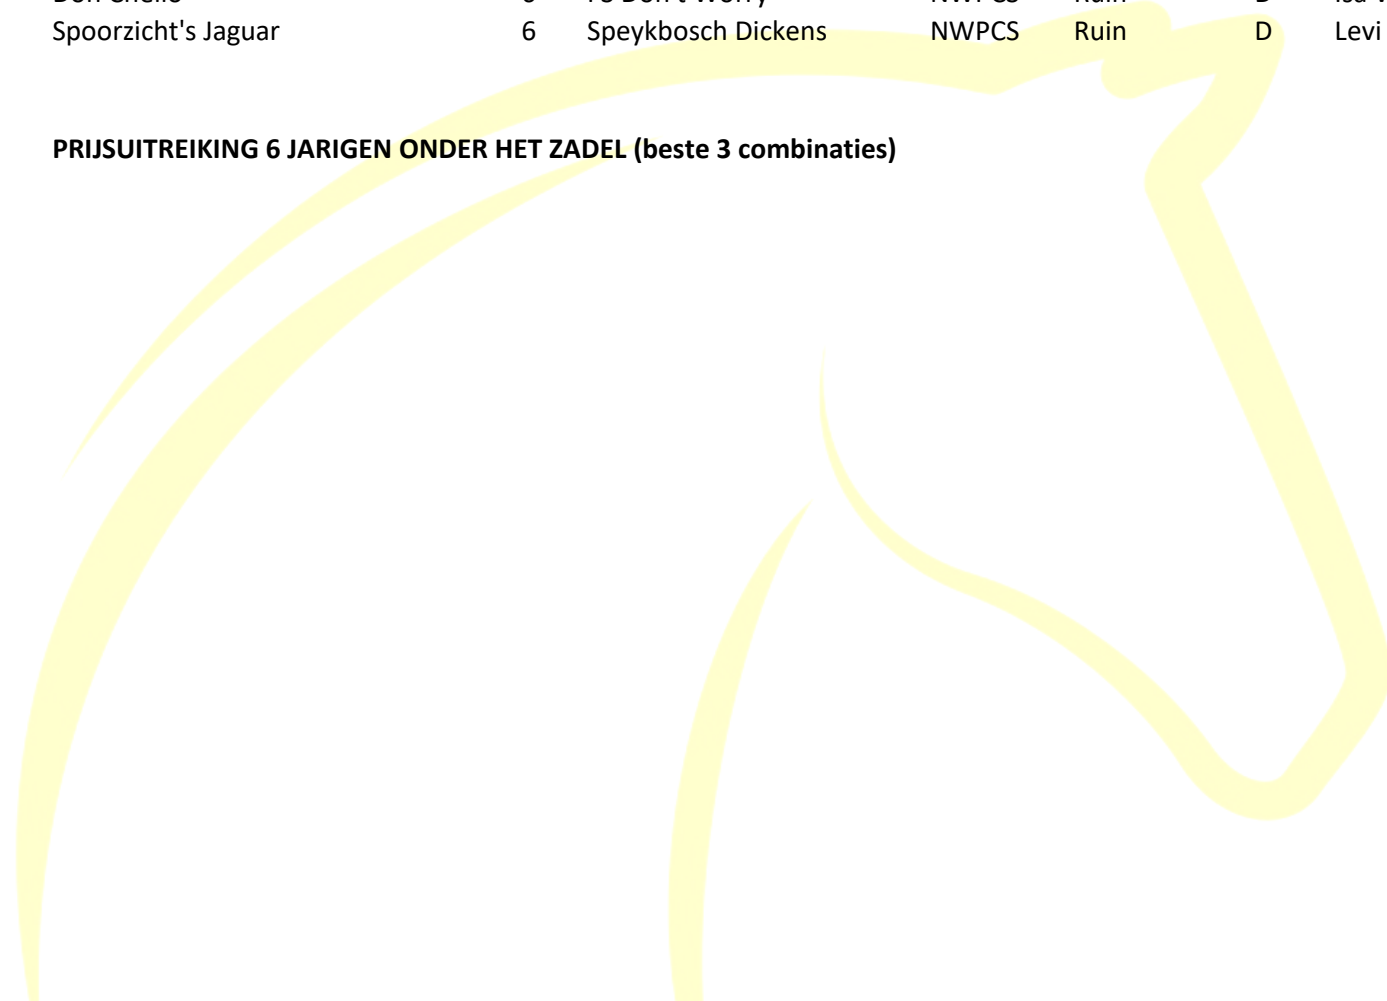 Spoorzicht's Jaguar 6 Speykbosch Dickens NWPCS Ruin D Levi
PRIJSUITREIKING 6 JARIGEN ONDER HET ZADEL (beste 3 combinaties)